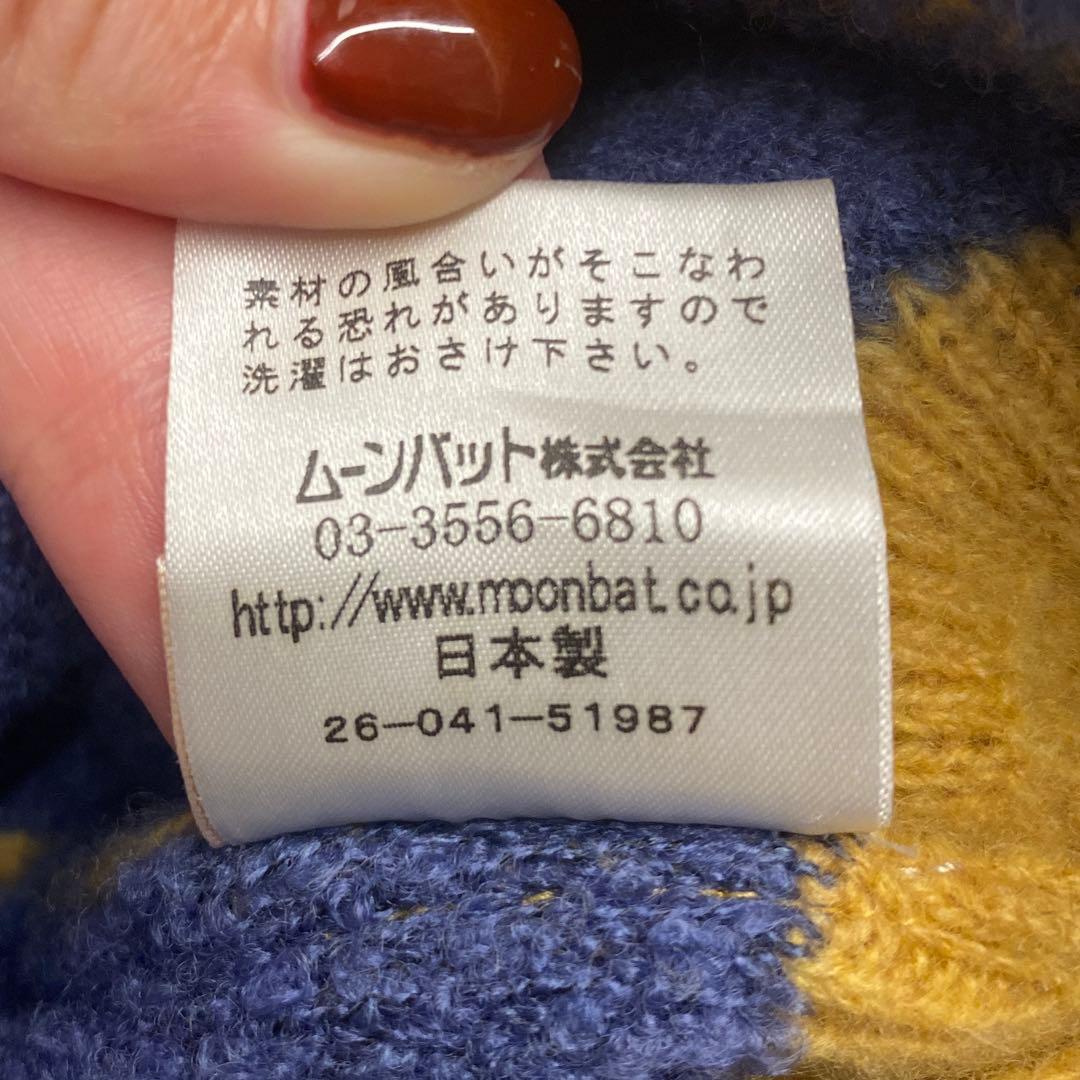 素材の風合いがそこなわ
れる恐れがありますので
洗濯はおさけ下さい。
ムーンバット株式会社
03-3556-6810
http://www.moonbat.co.jp
日本製
26-041-51987